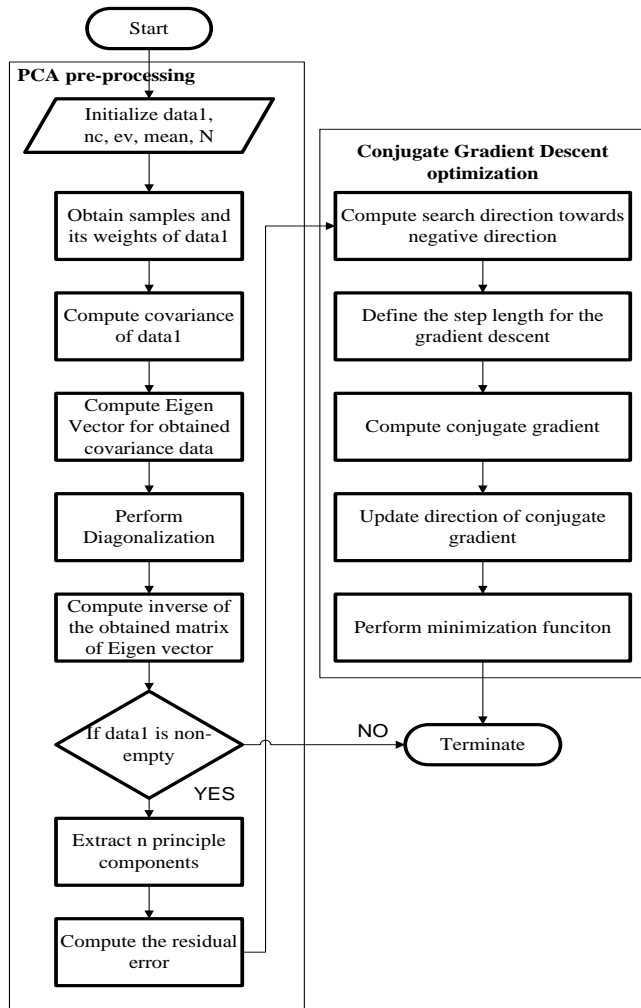 Start
PCA pre-processing
Initialize data1,
nc, ev, mean, N
Obtain samples and
its weights of data1
Compute covariance
of data1
Compute Eigen
Vector for obtained
covariance data
Perform
Diagonalization
Compute inverse of
the obtained matrix
of Eigen vector
If data1 is non-
empty
NO
YES
Extract n principle
components
Compute the residual
error
Conjugate Gradient Descent
optimization
Compute search direction towards
negative direction
Define the step length for the
gradient descent
Compute conjugate gradient
Update direction of conjugate
gradient
Perform minimization funciton
Terminate